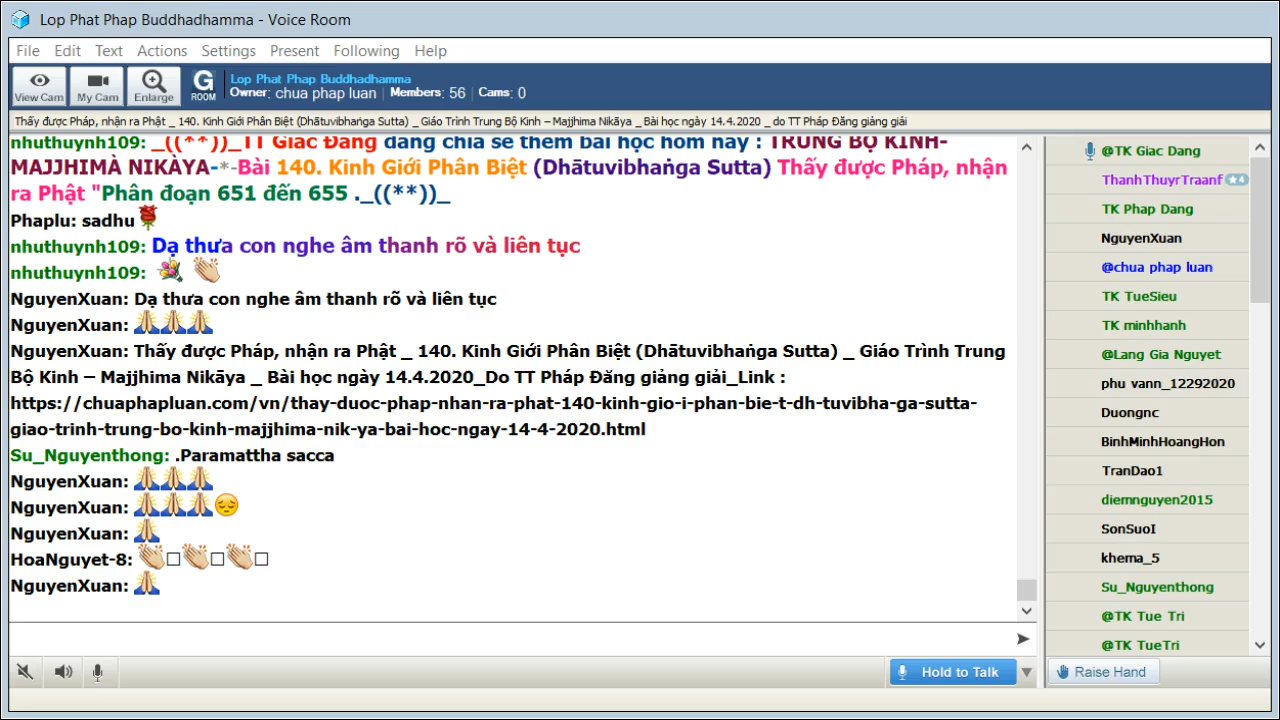 Lop Phat Phap Buddhadhamma - Voice Room
File Edit Text Actions Settings Present Following Help
View Cam My Cam Enlarge G ROOM
Lop Phat Phap Buddhadhamma
Owner: chua phap luan Members: 56 Cams: 0
Thấy được Pháp, nhận ra Phật _ 140. Kinh Giới Phân Biệt (Dhātuvibhaṅga Sutta) _ Giáo Trình Trung Bộ Kinh – Majjhima Nikāya _ Bài học ngày 14.4.2020 _ do TT Pháp Đăng giảng giải
nhuthuynh109: _((**))_TT Giác Đẳng đang chia sẻ thêm bài học hôm nay : TRUNG BỘ KINH-
MAJJHIMÀ NIKÀYA-*-Bài 140. Kinh Giới Phân Biệt (Dhātuvibhaṅga Sutta) Thấy được Pháp, nhận
ra Phật "Phân đoạn 651 đến 655 ._((**))_
Phaplu: sadhu
nhuthuynh109: Dạ thưa con nghe âm thanh rõ và liên tục
nhuthuynh109:
NguyenXuan: Dạ thưa con nghe âm thanh rõ và liên tục
NguyenXuan:
NguyenXuan: Thấy được Pháp, nhận ra Phật _ 140. Kinh Giới Phân Biệt (Dhātuvibhaṅga Sutta) _ Giáo Trình Trung
Bộ Kinh – Majjhima Nikāya _ Bài học ngày 14.4.2020_Do TT Pháp Đăng giảng giải_Link :
https://chuaphapluan.com/vn/thay-duoc-phap-nhan-ra-phat-140-kinh-gio-i-phan-bie-t-dh-tuvibha-ga-sutta-
giao-trinh-trung-bo-kinh-majjhima-nik-ya-bai-hoc-ngay-14-4-2020.html
Su_Nguyenthong: .Paramattha sacca
NguyenXuan:
NguyenXuan:
NguyenXuan:
HoaNguyet-8:
NguyenXuan:
@TK Giac Dang
ThanhThuyrTraanf 4
TK Phap Dang
NguyenXuan
@chua phap luan
TK TueSieu
TK minhhanh
@Lang Gia Nguyet
phu vann_12292020
Duongnc
BinhMinhHoangHon
TranDao1
diemnguyen2015
SonSuoI
khema_5
Su_Nguyenthong
@TK Tue Tri
@TK TueTri
Hold to Talk
Raise Hand